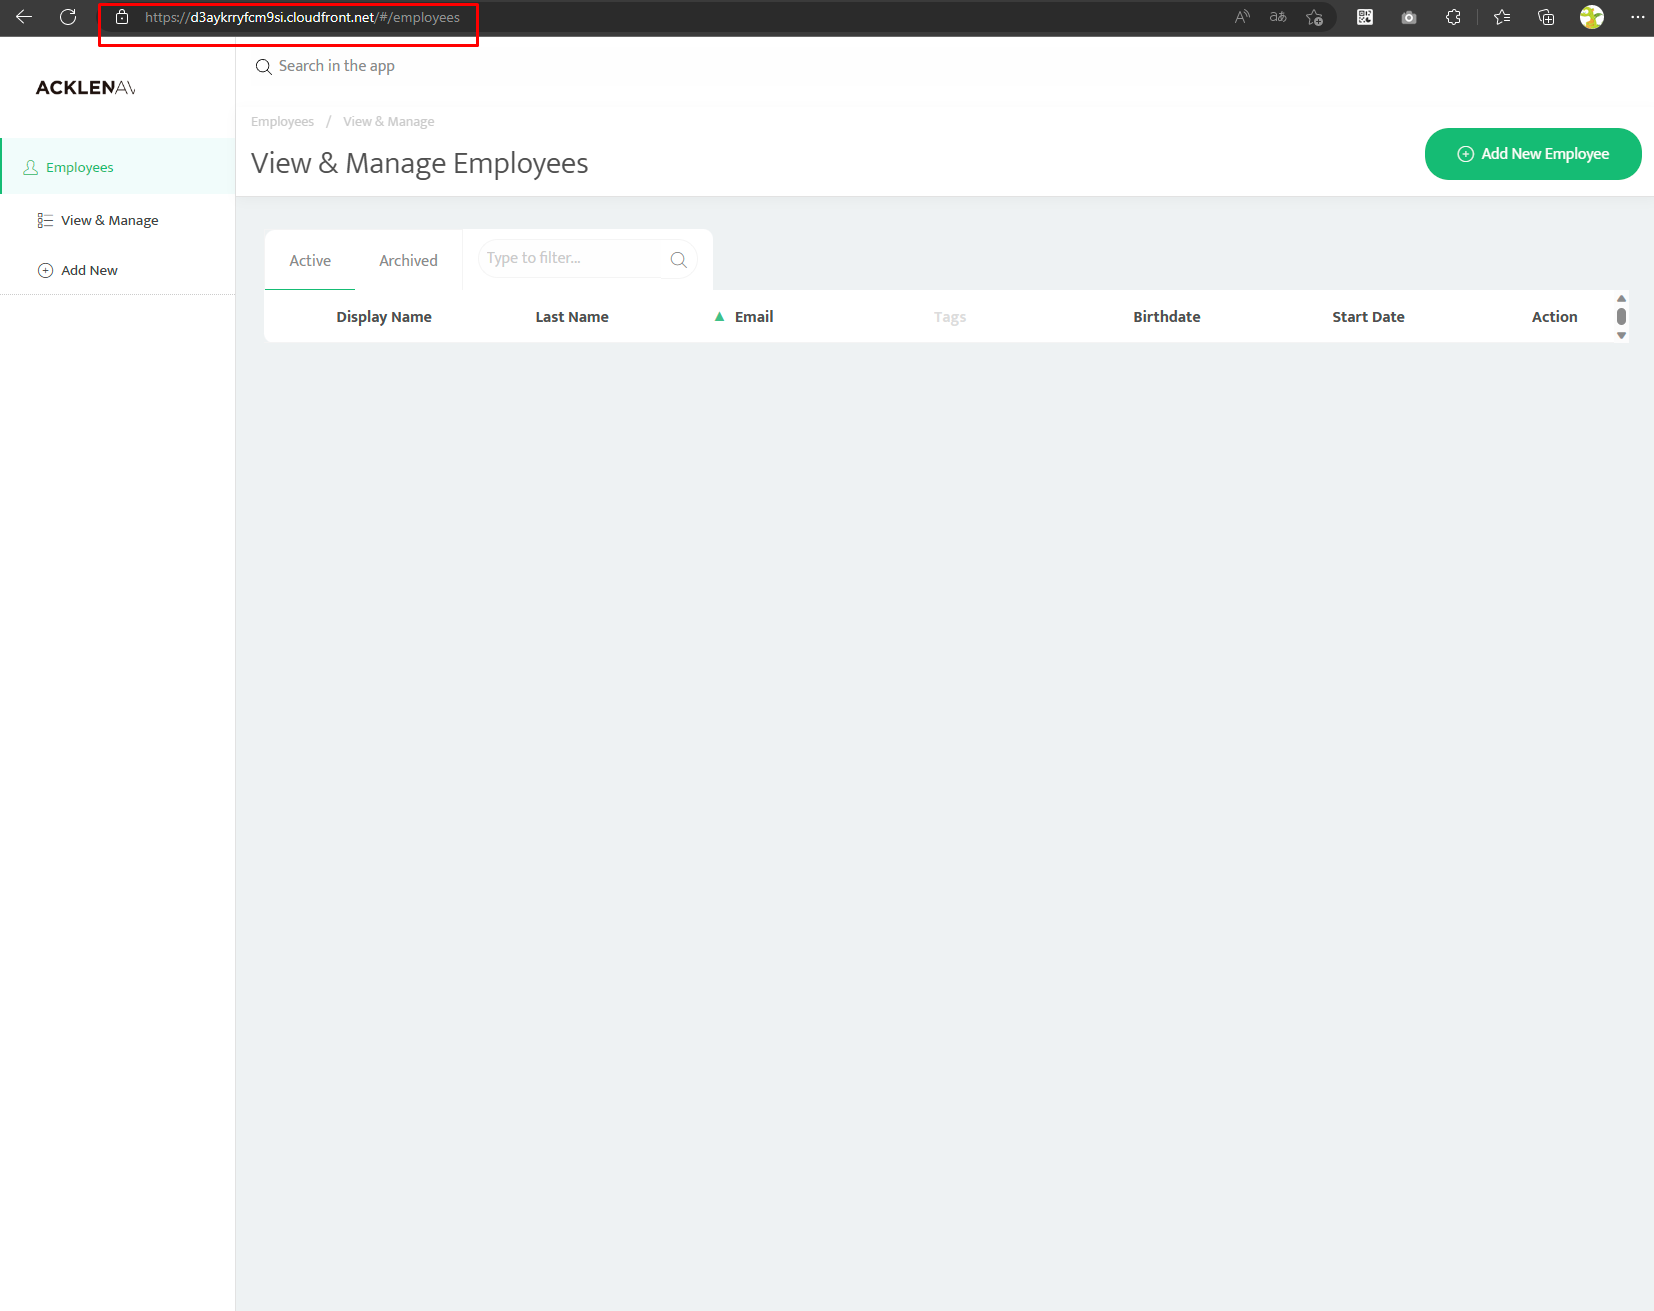 https://d3aykrryfcm9si.cloudfront.net/#/employees
ACKLENAV
Search in the app
Employees / View & Manage
View & Manage Employees
Add New Employee
Employees
View & Manage
Add New
Active Archived Type to filter...
Display Name Last Name Email Tags Birthdate Start Date Action